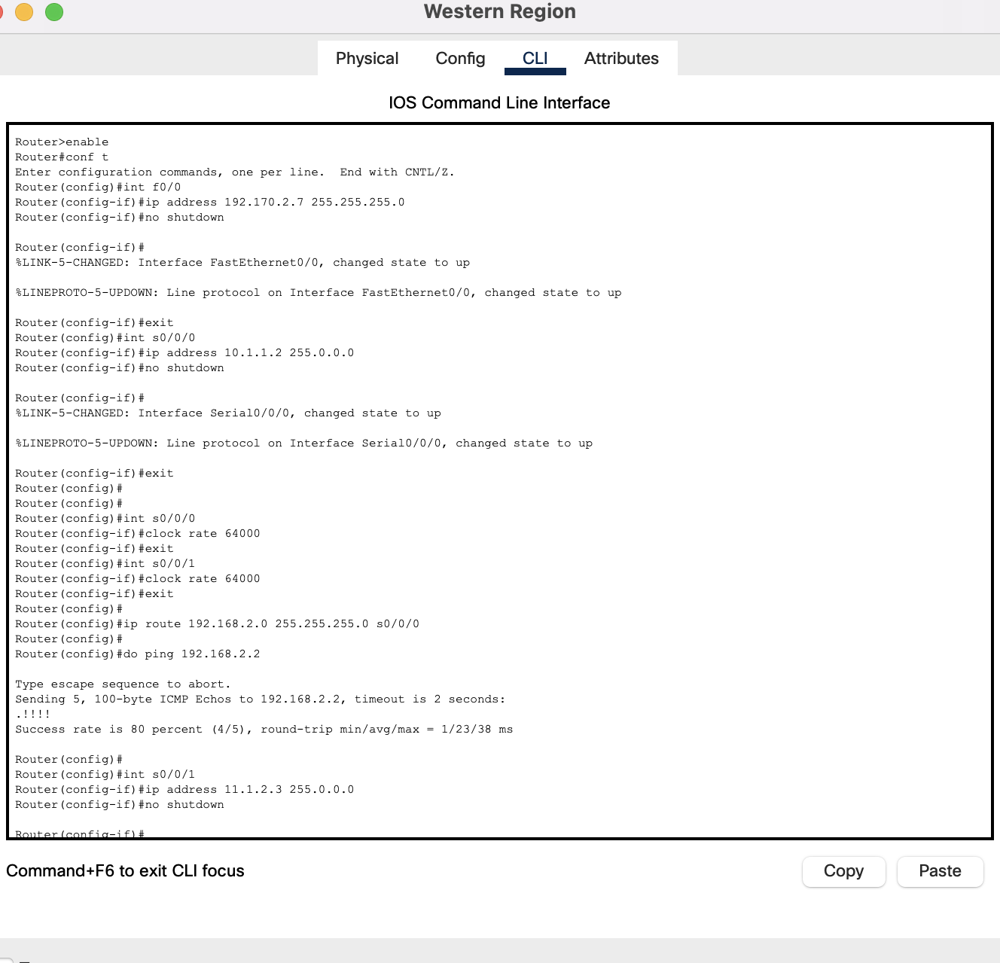 Western Region
Physical Config CLI Attributes
IOS Command Line Interface
Router>enable
Router#conf t
Enter configuration commands, one per line.  End with CNTL/Z.
Router(config)#int f0/0
Router(config-if)#ip address 192.170.2.7 255.255.255.0
Router(config-if)#no shutdown
Router(config-if)#
%LINK-5-CHANGED: Interface FastEthernet0/0, changed state to up
%LINEPROTO-5-UPDOWN: Line protocol on Interface FastEthernet0/0, changed state to up
Router(config-if)#exit
Router(config)#int s0/0/0
Router(config-if)#ip address 10.1.1.2 255.0.0.0
Router(config-if)#no shutdown
Router(config-if)#
%LINK-5-CHANGED: Interface Serial0/0/0, changed state to up
%LINEPROTO-5-UPDOWN: Line protocol on Interface Serial0/0/0, changed state to up
Router(config-if)#exit
Router(config)#
Router(config)#
Router(config)#int s0/0/0
Router(config-if)#clock rate 64000
Router(config-if)#exit
Router(config)#int s0/0/1
Router(config-if)#clock rate 64000
Router(config-if)#exit
Router(config)#
Router(config)#ip route 192.168.2.0 255.255.255.0 s0/0/0
Router(config)#
Router(config)#do ping 192.168.2.2
Type escape sequence to abort.
Sending 5, 100-byte ICMP Echos to 192.168.2.2, timeout is 2 seconds:
.!!!!
Success rate is 80 percent (4/5), round-trip min/avg/max = 1/23/38 ms
Router(config)#
Router(config)#int s0/0/1
Router(config-if)#ip address 11.1.2.3 255.0.0.0
Router(config-if)#no shutdown
Router(config-if)#
Command+F6 to exit CLI focus
Copy Paste